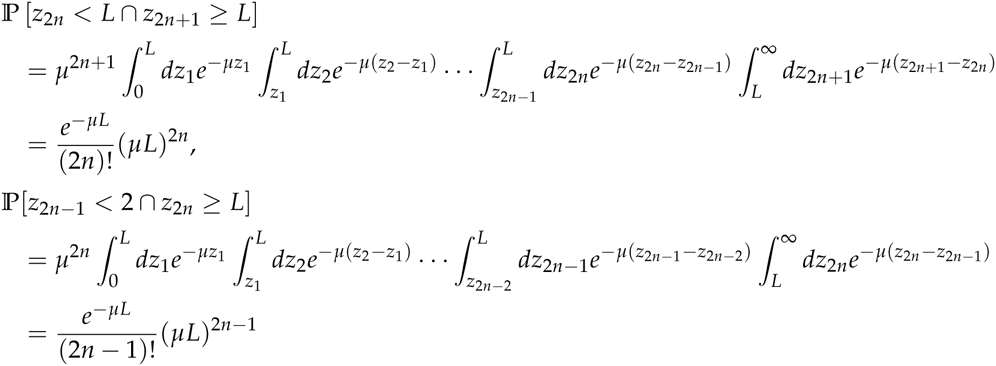 ℙ [z_{2n} < L ∩ z_{2n+1} ≥ L]
= μ^{2n+1} ∫_0^L dz_1 e^{-μz_1} ∫_{z_1}^L dz_2 e^{-μ(z_2-z_1)} ⋯ ∫_{z_{2n-1}}^L dz_{2n} e^{-μ(z_{2n}-z_{2n-1})} ∫_L^∞ dz_{2n+1} e^{-μ(z_{2n+1}-z_{2n})}
= \frac{e^{-μL}}{(2n)!} (μL)^{2n},
ℙ[z_{2n-1} < 2 ∩ z_{2n} ≥ L]
= μ^{2n} ∫_0^L dz_1 e^{-μz_1} ∫_{z_1}^L dz_2 e^{-μ(z_2-z_1)} ⋯ ∫_{z_{2n-2}}^L dz_{2n-1} e^{-μ(z_{2n-1}-z_{2n-2})} ∫_L^∞ dz_{2n} e^{-μ(z_{2n}-z_{2n-1})}
= \frac{e^{-μL}}{(2n-1)!} (μL)^{2n-1}